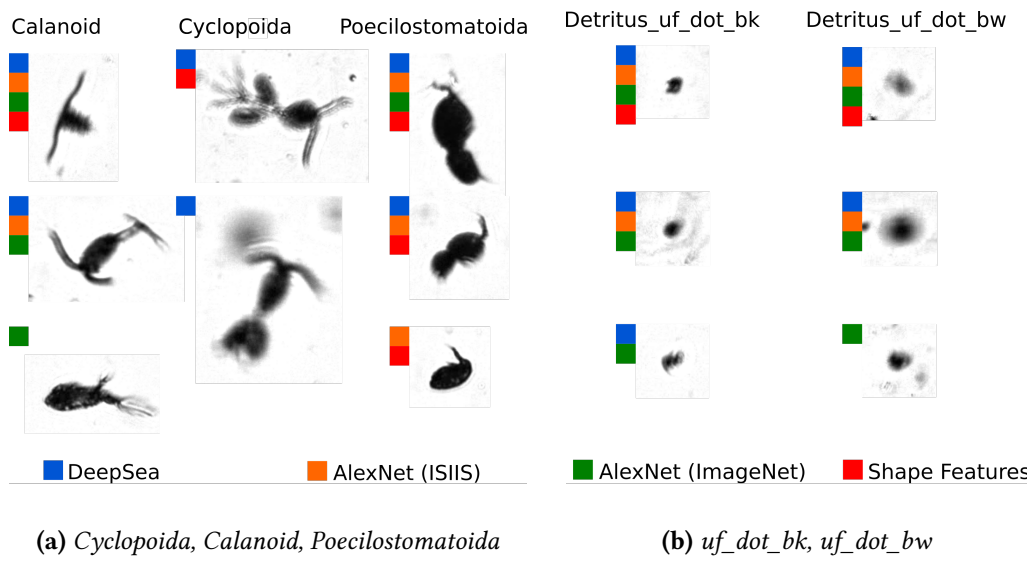 Calanoid Cyclopoida Poecilostomatoida
Detritus_uf_dot_bk Detritus_uf_dot_bw
DeepSea AlexNet (ISIIS)
AlexNet (ImageNet) Shape Features
(a) Cyclopoida, Calanoid, Poecilostomatoida
(b) uf_dot_bk, uf_dot_bw